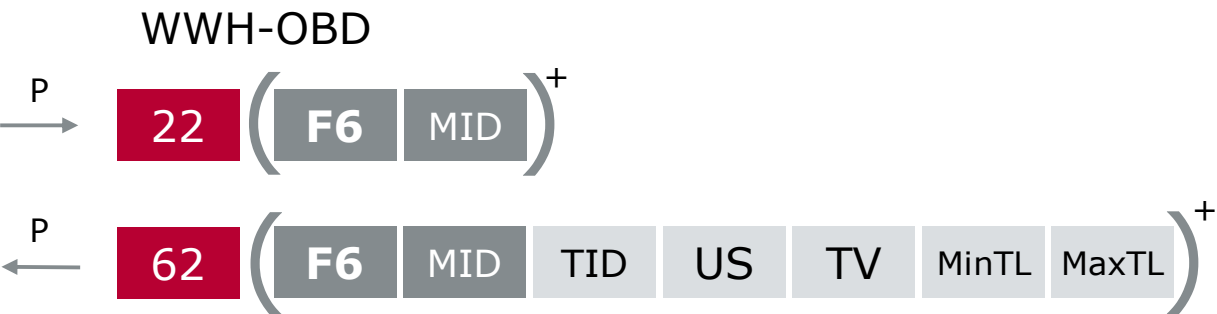 WWH-OBD
P
22 ( F6 MID )+
P
62 ( F6 MID TID US TV MinTL MaxTL )+